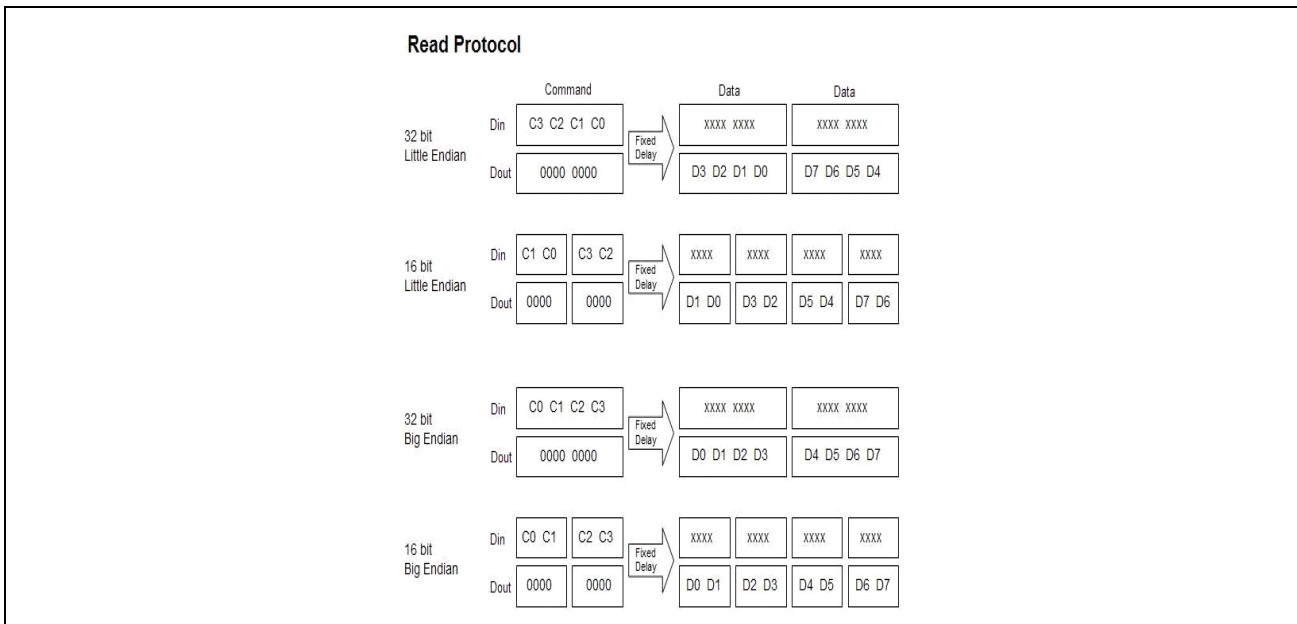 Read Protocol
Command Data Data
32 bit
Little Endian
Din C3 C2 C1 C0 Fixed Delay xxxx xxxx xxxx xxxx
Dout 0000 0000 D3 D2 D1 D0 D7 D6 D5 D4
16 bit
Little Endian
Din C1 C0 C3 C2 Fixed Delay xxxx xxxx xxxx xxxx
Dout 0000 0000 D1 D0 D3 D2 D5 D4 D7 D6
32 bit
Big Endian
Din C0 C1 C2 C3 Fixed Delay xxxx xxxx xxxx xxxx
Dout 0000 0000 D0 D1 D2 D3 D4 D5 D6 D7
16 bit
Big Endian
Din C0 C1 C2 C3 Fixed Delay xxxx xxxx xxxx xxxx
Dout 0000 0000 D0 D1 D2 D3 D4 D5 D6 D7